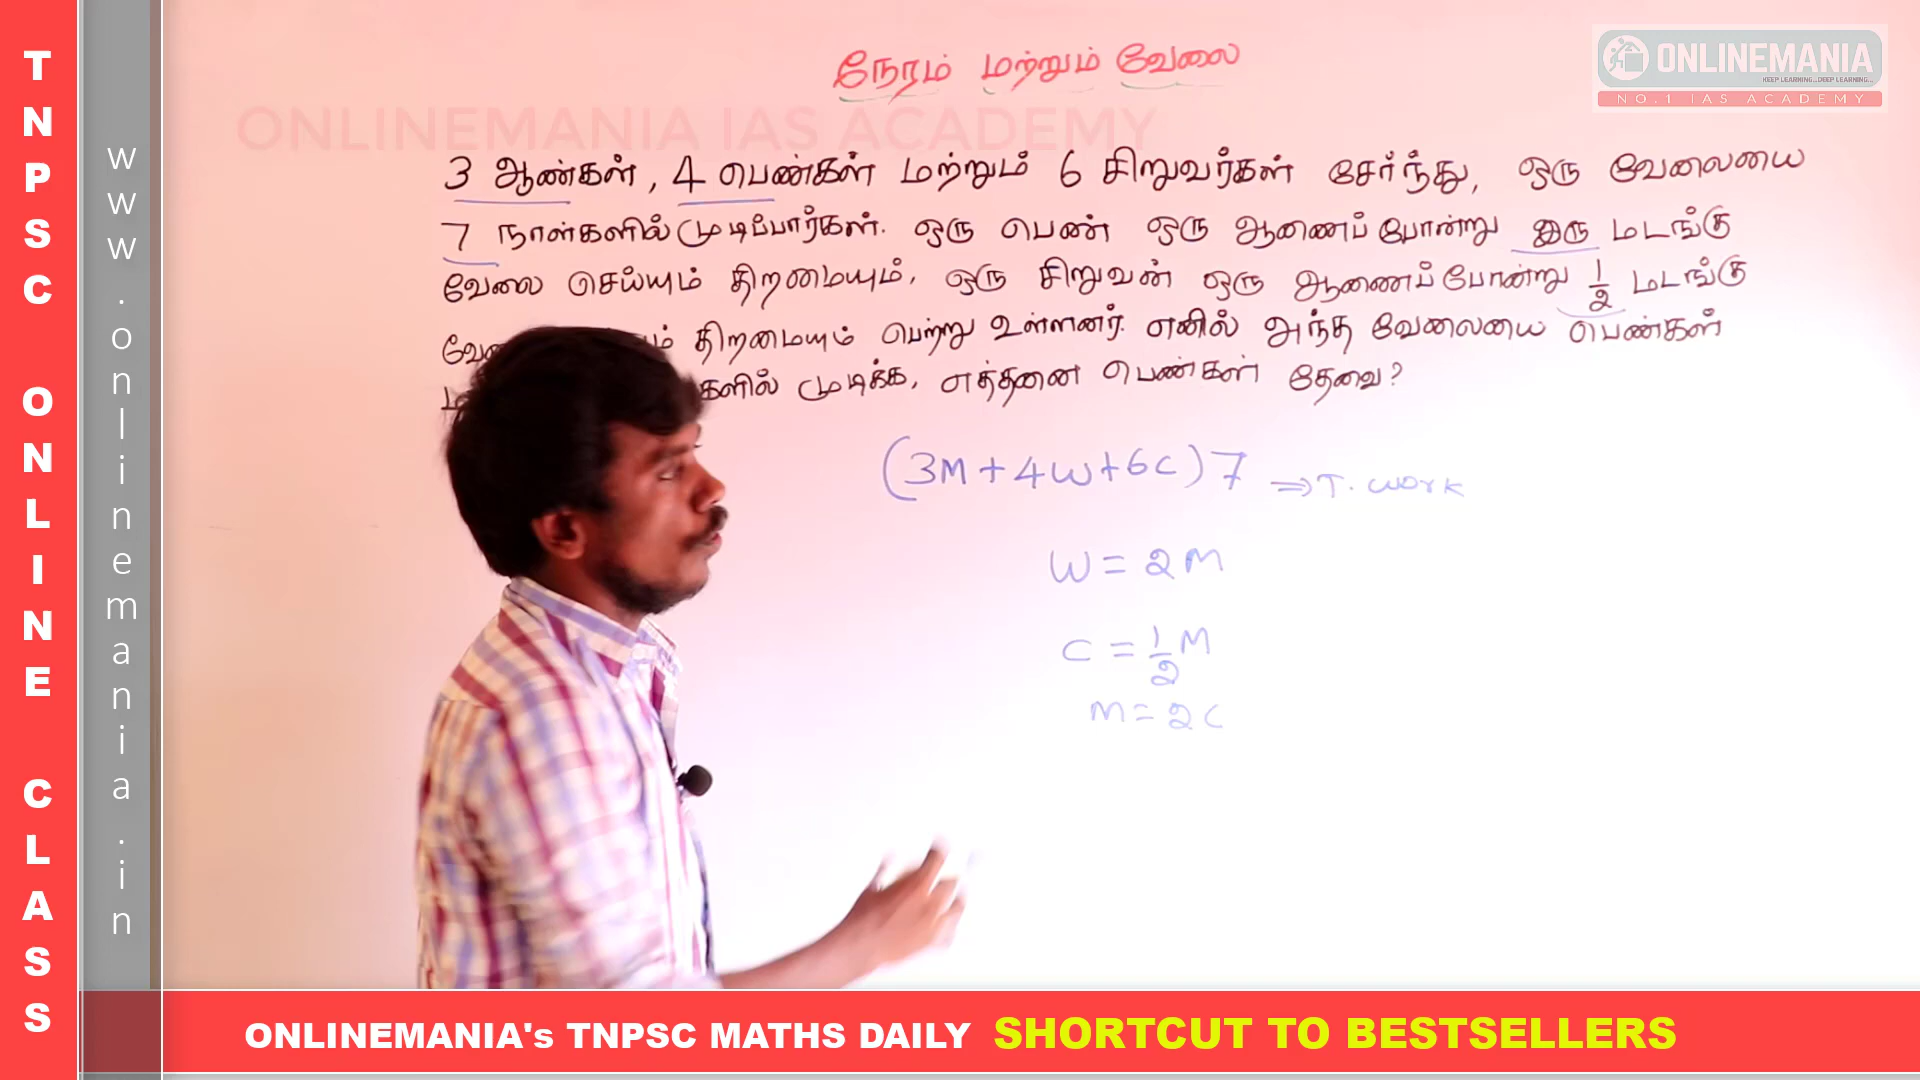 TNPSC ONLINE CLASS
www.onlinemania.in
ONLINEMANIA
KEEP LEARNING...DEEP LEARNING...
NO.1 IAS ACADEMY
ONLINEMANIA IAS ACADEMY
நேரம் மற்றும் வேலை
3 ஆண்கள், 4 பெண்கள் மற்றும் 6 சிறுவர்கள் சேர்ந்து, ஒரு வேலையை
7 நாள்களில் முடிப்பார்கள். ஒரு பெண் ஒரு ஆணைப் போன்று இரு மடங்கு
வேலை செய்யும் திறமையும், ஒரு சிறுவன் ஒரு ஆணைப்போன்று 1/2 மடங்கு
திறமையும் பெற்று உள்ளனர். எனில் அந்த வேலையை பெண்கள்
களில் முடிக்க, எத்தனை பெண்கள் தேவை?
(3M+4W+6C)7 ⇒ T. work
W = 2M
C = 1/2 M
M = 2C
ONLINEMANIA's TNPSC MATHS DAILY SHORTCUT TO BESTSELLERS